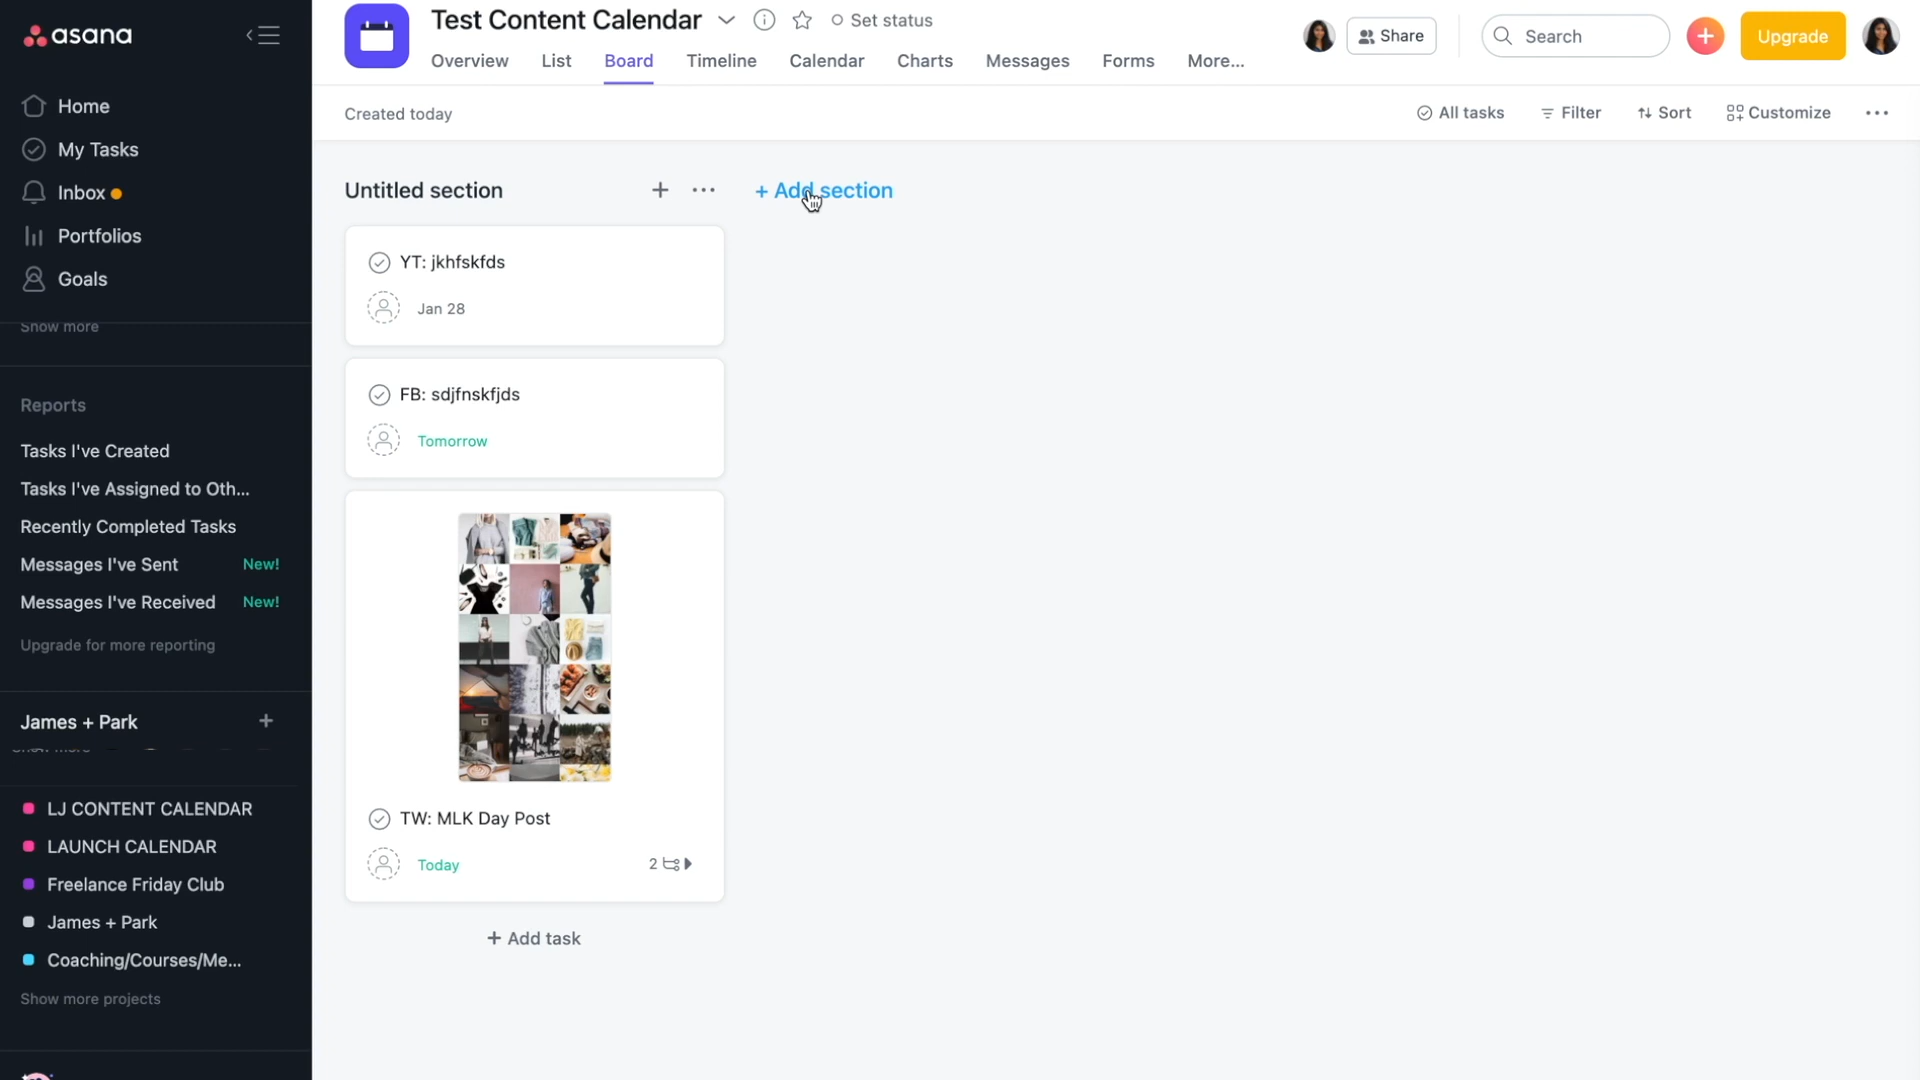 asana
Home
My Tasks
Inbox
Portfolios
Goals
Show more
Reports
Tasks I've Created
Tasks I've Assigned to Oth...
Recently Completed Tasks
Messages I've Sent New!
Messages I've Received New!
Upgrade for more reporting
James + Park +
LJ CONTENT CALENDAR
LAUNCH CALENDAR
Freelance Friday Club
James + Park
Coaching/Courses/Me...
Show more projects
Test Content Calendar
Set status
Overview List Board Timeline Calendar Charts Messages Forms More...
Share
Search
+
Upgrade
Created today
All tasks
Filter
Sort
Customize
...
Untitled section + ...
+ Add section
YT: jkhfskfds
Jan 28
FB: sdjfnskfjds
Tomorrow
TW: MLK Day Post
Today 2
+ Add task